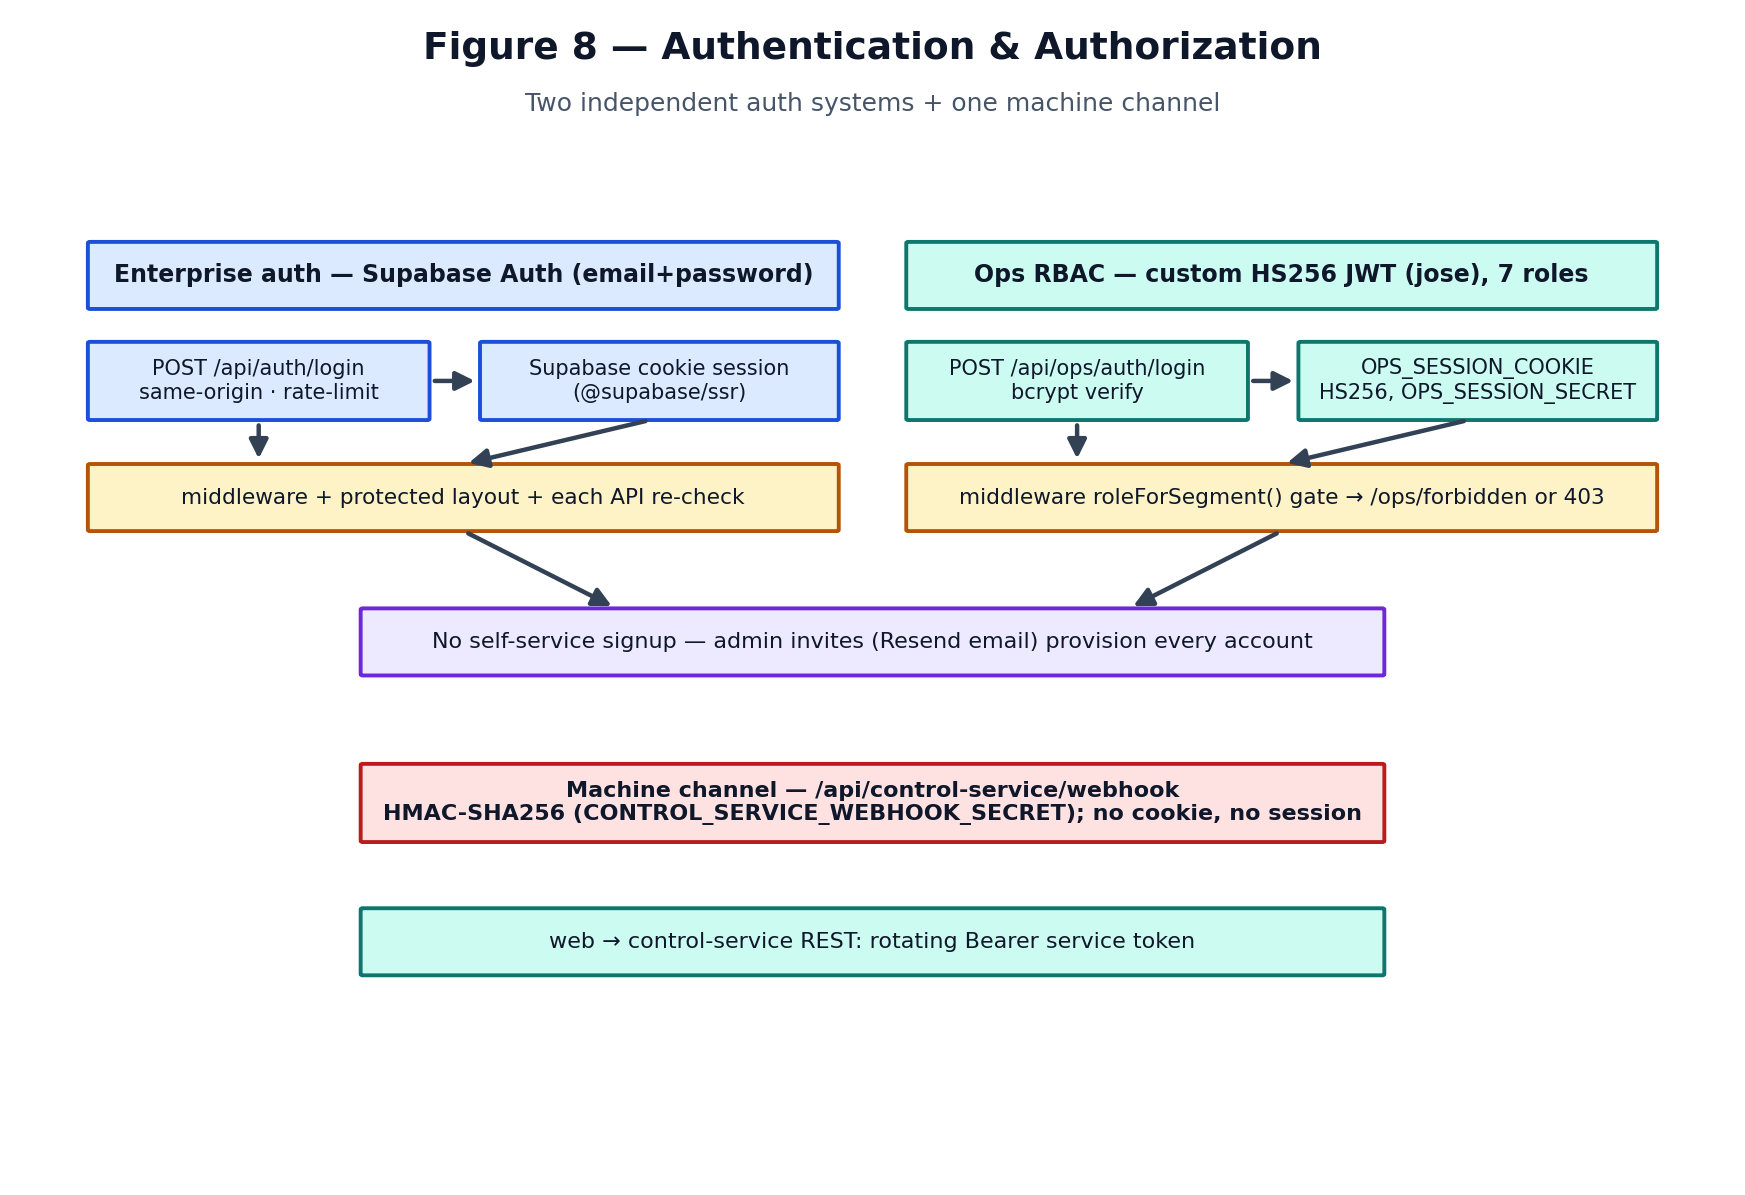 Figure 8 — Authentication & Authorization
Two independent auth systems + one machine channel
Enterprise auth — Supabase Auth (email+password)
Ops RBAC — custom HS256 JWT (jose), 7 roles
POST /api/auth/login
same-origin · rate-limit
Supabase cookie session
(@supabase/ssr)
POST /api/ops/auth/login
bcrypt verify
OPS_SESSION_COOKIE
HS256, OPS_SESSION_SECRET
middleware + protected layout + each API re-check
middleware roleForSegment() gate → /ops/forbidden or 403
No self-service signup — admin invites (Resend email) provision every account
Machine channel — /api/control-service/webhook
HMAC-SHA256 (CONTROL_SERVICE_WEBHOOK_SECRET); no cookie, no session
web → control-service REST: rotating Bearer service token